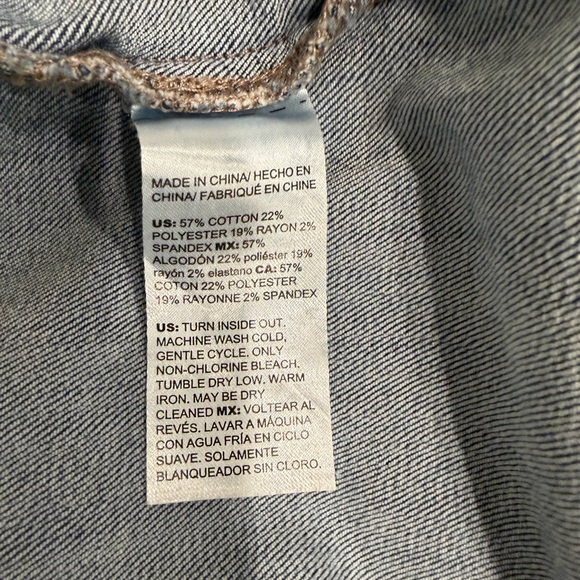 MADE IN CHINA/ HECHO EN
CHINA/ FABRIQUÉ EN CHINE
US: 57% COTTON 22%
POLYESTER 19% RAYON 2%
SPANDEX MX: 57%
ALGODÓN 22% poliéster 19%
rayón 2% elastano CA: 57%
COTON 22% POLYESTER
19% RAYONNE 2% SPANDEX
US: TURN INSIDE OUT.
MACHINE WASH COLD,
GENTLE CYCLE. ONLY
NON-CHLORINE BLEACH.
TUMBLE DRY LOW. WARM
IRON. MAY BE DRY
CLEANED MX: VOLTEAR AL
REVÉS. LAVAR A MÁQUINA
CON AGUA FRÍA EN CICLO
SUAVE. SOLAMENTE
BLANQUEADOR SIN CLORO.